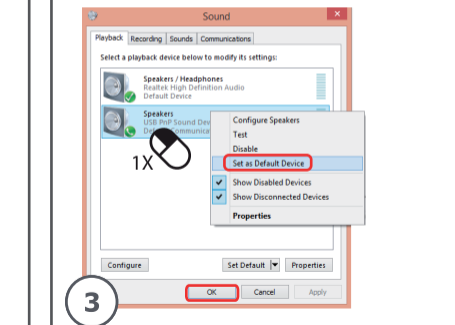 Sound
Playback Recording Sounds Communications
Select a playback device below to modify its settings:
Speakers / Headphones
Realtek High Definition Audio
Default Device
Speakers
USB PnP Sound Dev
Communica
Configure Speakers
Test
Disable
Set as Default Device
Show Disabled Devices
Show Disconnected Devices
Properties
1X
Configure Set Default Properties
OK Cancel Apply
3